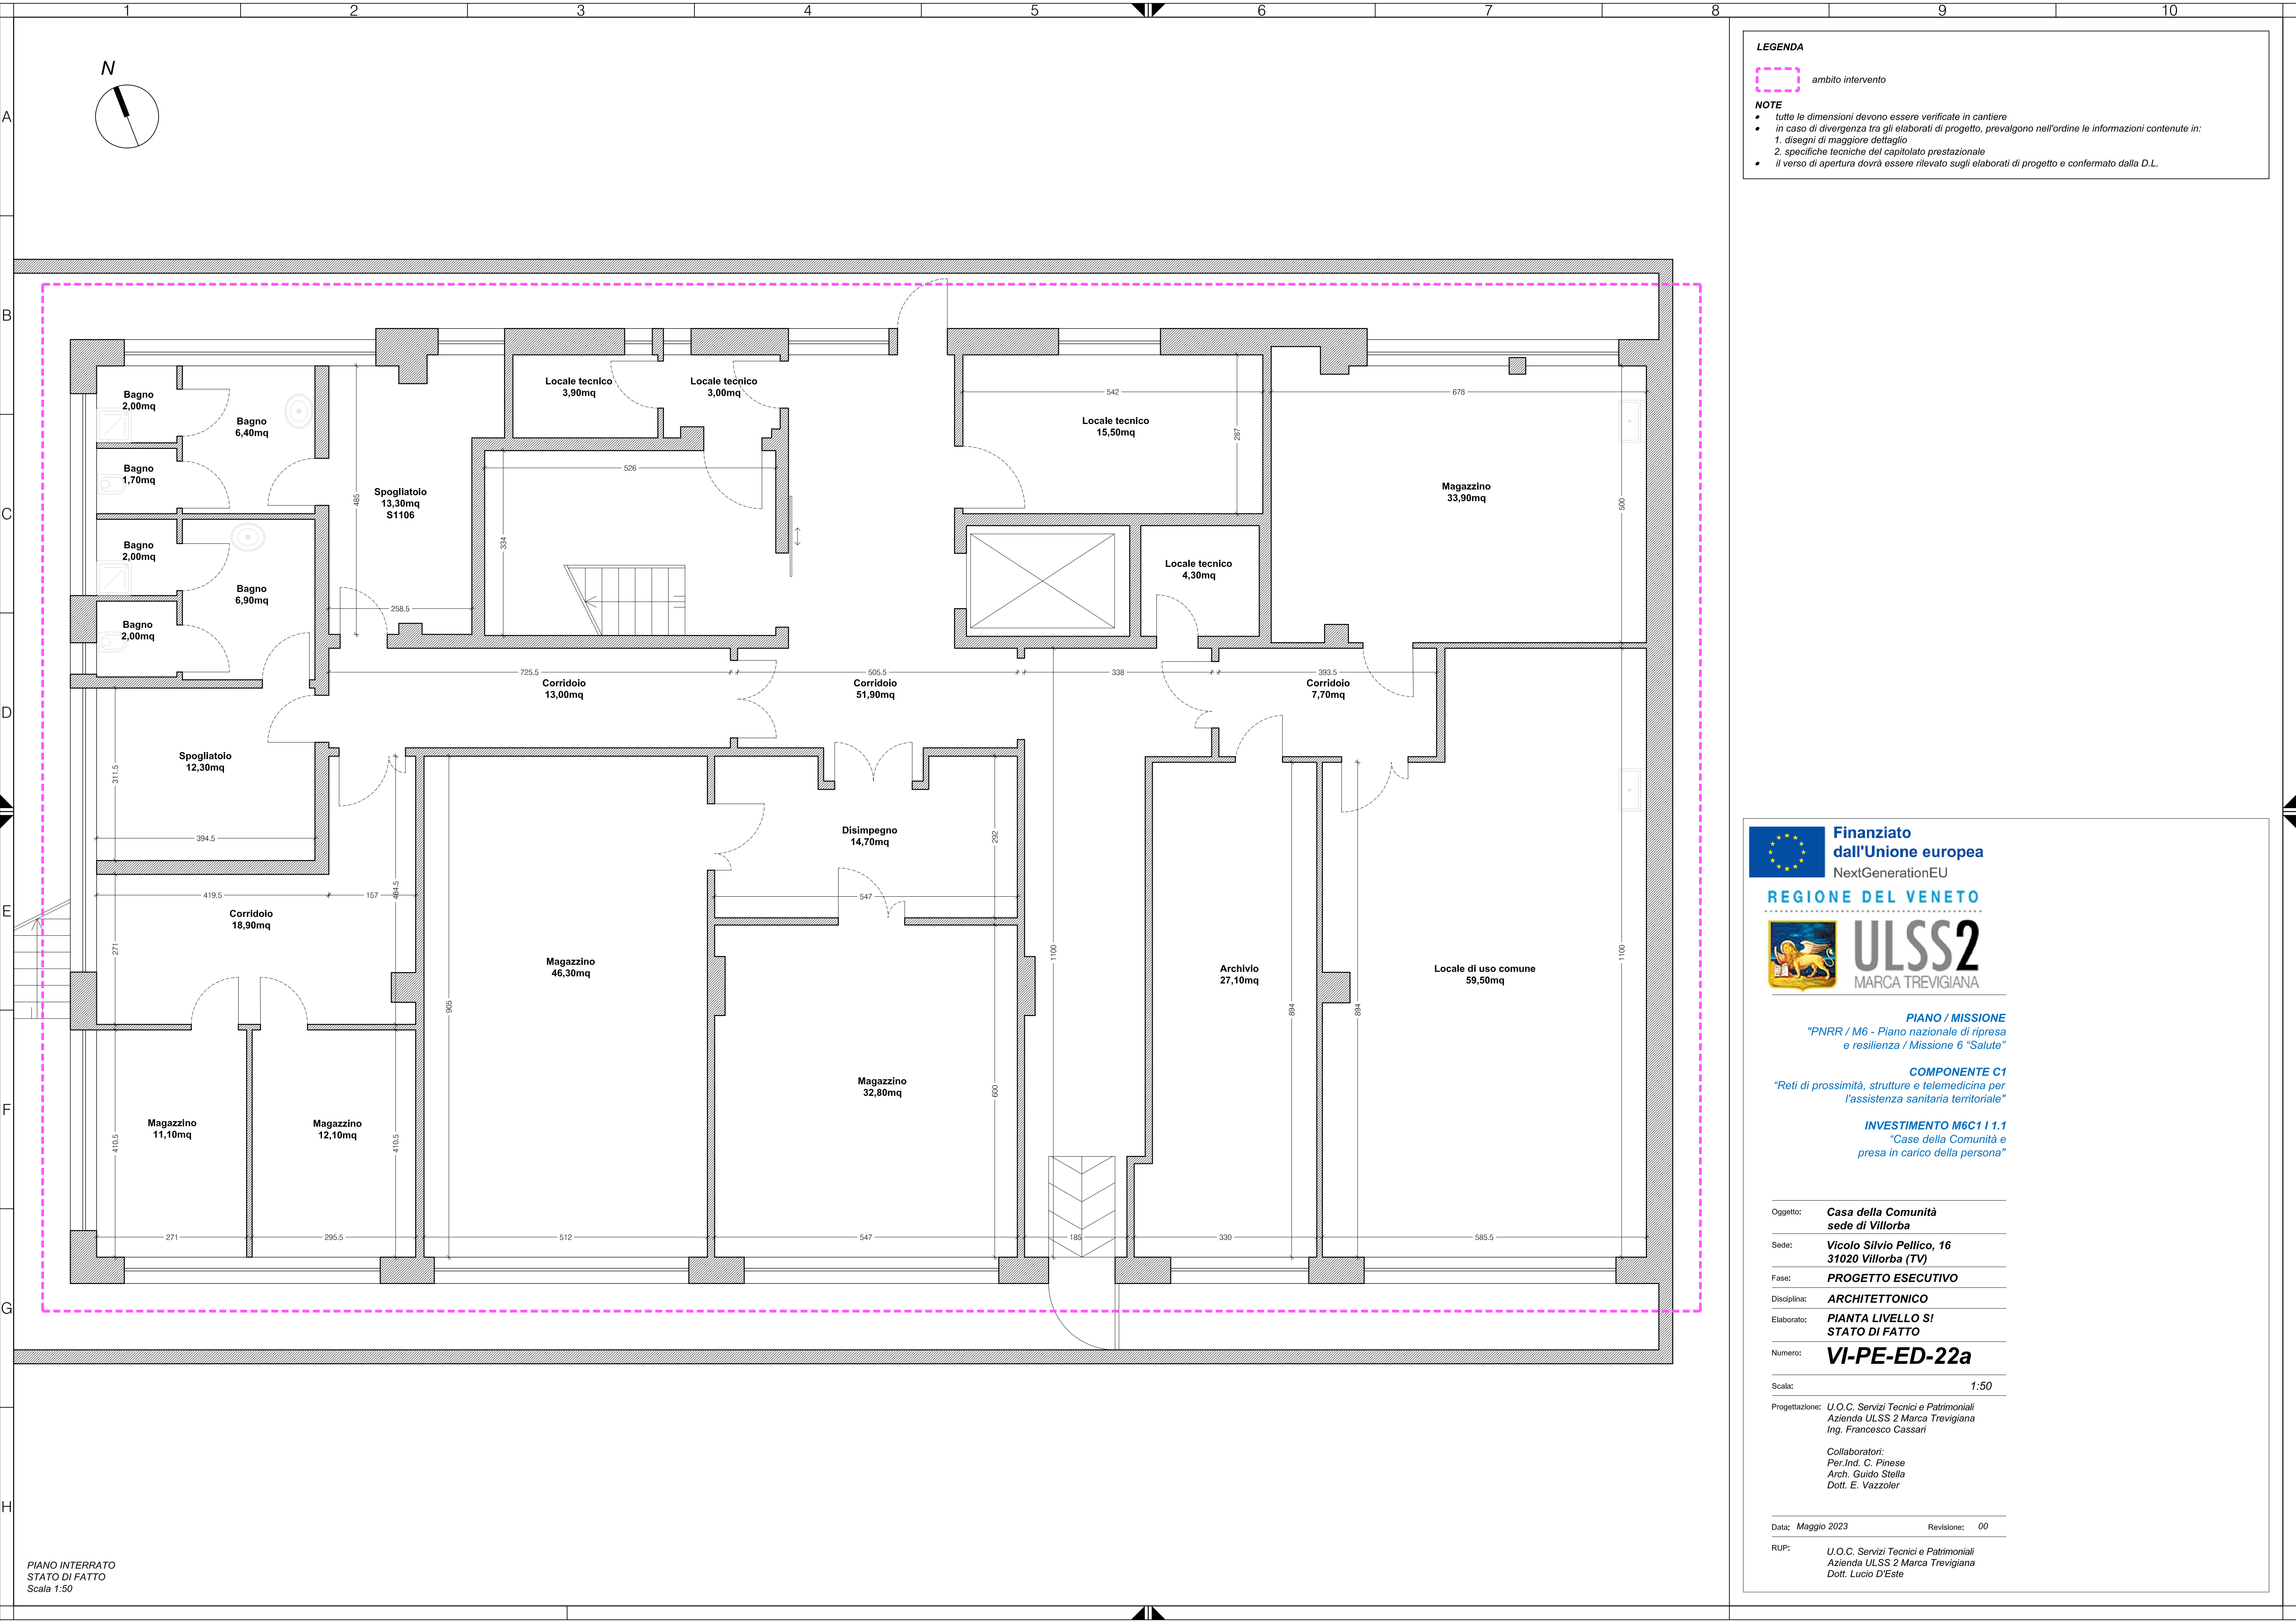 1 2 3 4 5 6 7 8 9 10
A
B
C
D
E
F
G
H
N
LEGENDA
ambito intervento
NOTE
• tutte le dimensioni devono essere verificate in cantiere
• in caso di divergenza tra gli elaborati di progetto, prevalgono nell'ordine le informazioni contenute in:
1. disegni di maggiore dettaglio
2. specifiche tecniche del capitolato prestazionale
• il verso di apertura dovrà essere rilevato sugli elaborati di progetto e confermato dalla D.L.
Bagno
2,00mq
Bagno
6,40mq
Bagno
1,70mq
Bagno
2,00mq
Bagno
6,90mq
Bagno
2,00mq
Spogliatoio
13,30mq
S1106
485
258.5
Locale tecnico
3,90mq
Locale tecnico
3,00mq
526
334
Locale tecnico
15,50mq
542
287
Locale tecnico
4,30mq
Magazzino
33,90mq
678
500
725.5
Corridoio
13,00mq
505.5
Corridoio
51,90mq
338
393.5
Corridoio
7,70mq
Spogliatoio
12,30mq
311.5
394.5
419.5
157
484.5
Corridoio
18,90mq
271
Disimpegno
14,70mq
292
547
Magazzino
46,30mq
905
Magazzino
32,80mq
600
1100
Archivio
27,10mq
894
894
Locale di uso comune
59,50mq
1100
Magazzino
11,10mq
410.5
Magazzino
12,10mq
410.5
271
295.5
512
547
185
330
585.5
Finanziato
dall'Unione europea
NextGenerationEU
REGIONE DEL VENETO
ULSS2
MARCA TREVIGIANA
PIANO / MISSIONE
"PNRR / M6 - Piano nazionale di ripresa
e resilienza / Missione 6 “Salute”
COMPONENTE C1
“Reti di prossimità, strutture e telemedicina per
l'assistenza sanitaria territoriale"
INVESTIMENTO M6C1 I 1.1
“Case della Comunità e
presa in carico della persona"
Oggetto: Casa della Comunità
sede di Villorba
Sede: Vicolo Silvio Pellico, 16
31020 Villorba (TV)
Fase: PROGETTO ESECUTIVO
Disciplina: ARCHITETTONICO
Elaborato: PIANTA LIVELLO S!
STATO DI FATTO
Numero: VI-PE-ED-22a
Scala: 1:50
Progettazione: U.O.C. Servizi Tecnici e Patrimoniali
Azienda ULSS 2 Marca Trevigiana
Ing. Francesco Cassari
Collaboratori:
Per.Ind. C. Pinese
Arch. Guido Stella
Dott. E. Vazzoler
Data: Maggio 2023 Revisione: 00
RUP: U.O.C. Servizi Tecnici e Patrimoniali
Azienda ULSS 2 Marca Trevigiana
Dott. Lucio D'Este
PIANO INTERRATO
STATO DI FATTO
Scala 1:50